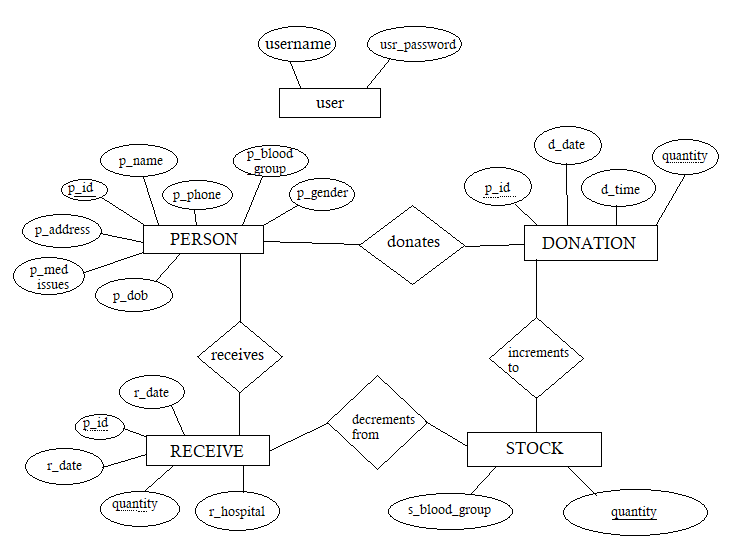 username
usr_password
user
p_name
p_blood
group
d_date
quantity
p_id
p_phone
p_gender
p_id
d_time
p_address
PERSON
donates
DONATION
p_med
issues
p_dob
receives
increments
to
r_date
p_id
decrements
from
RECEIVE
STOCK
r_date
quantity
r_hospital
s_blood_group
quantity